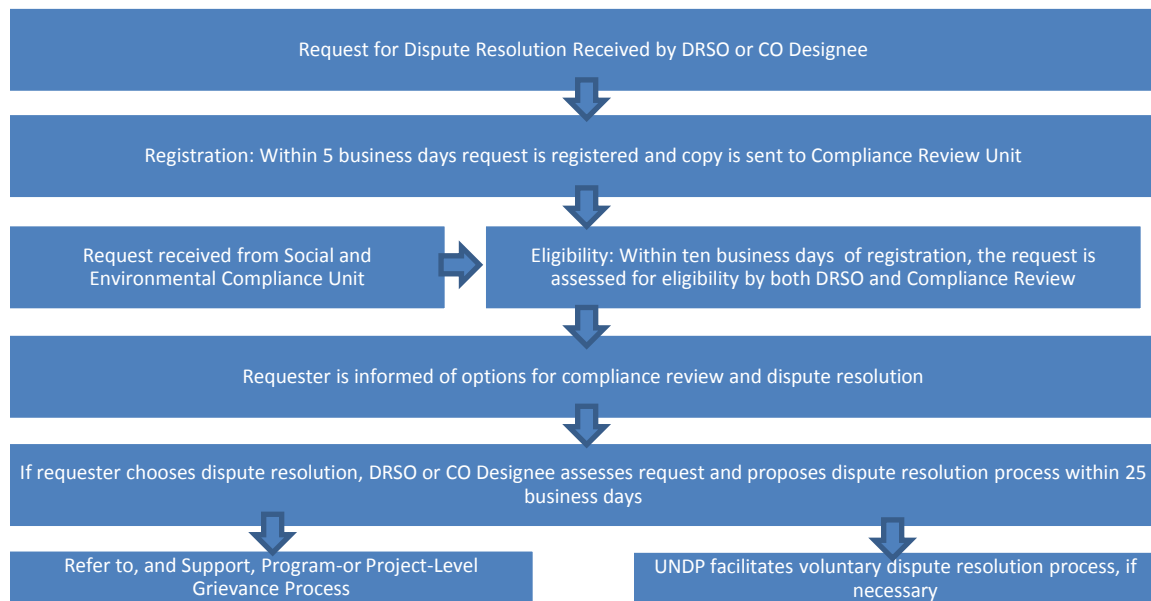 Request for Dispute Resolution Received by DRSO or CO Designee
Registration: Within 5 business days request is registered and copy is sent to Compliance Review Unit
Request received from Social and
Environmental Compliance Unit
Eligibility: Within ten business days of registration, the request is
assessed for eligibility by both DRSO and Compliance Review
Requester is informed of options for compliance review and dispute resolution
If requester chooses dispute resolution, DRSO or CO Designee assesses request and proposes dispute resolution process within 25
business days
Refer to, and Support, Program-or Project-Level
Grievance Process
UNDP facilitates voluntary dispute resolution process, if
necessary